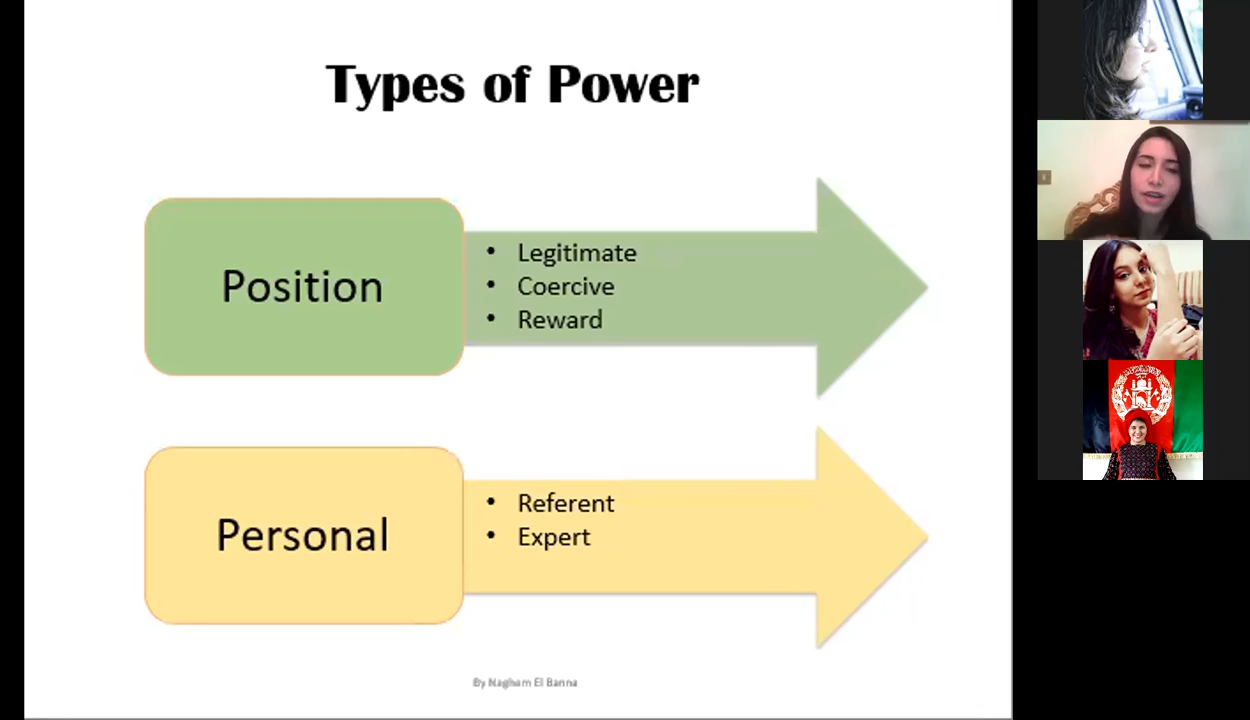 Types of Power
Position
• Legitimate
• Coercive
• Reward
Personal
• Referent
• Expert
By Nagham El Banna